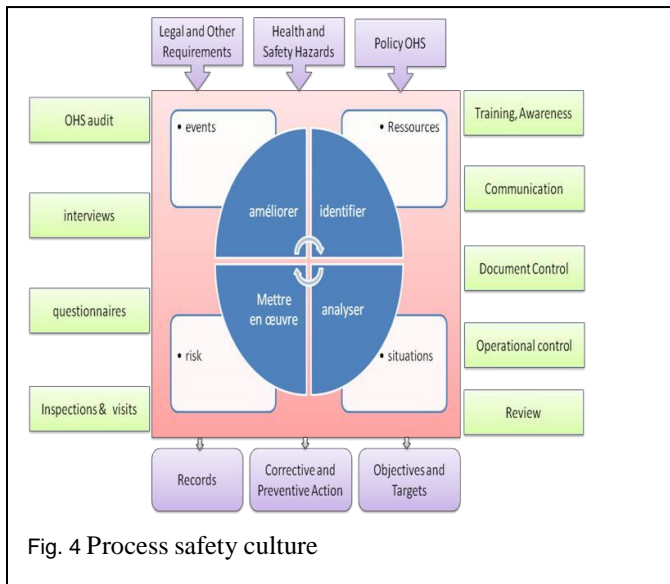 Legal and Other
Requirements
Health and
Safety Hazards
Policy OHS
OHS audit
interviews
questionnaires
Inspections & visits
• events
• Ressources
améliorer
identifier
Mettre
en œuvre
analyser
• risk
• situations
Training, Awareness
Communication
Document Control
Operational control
Review
Records
Corrective and
Preventive Action
Objectives and
Targets
Fig. 4 Process safety culture